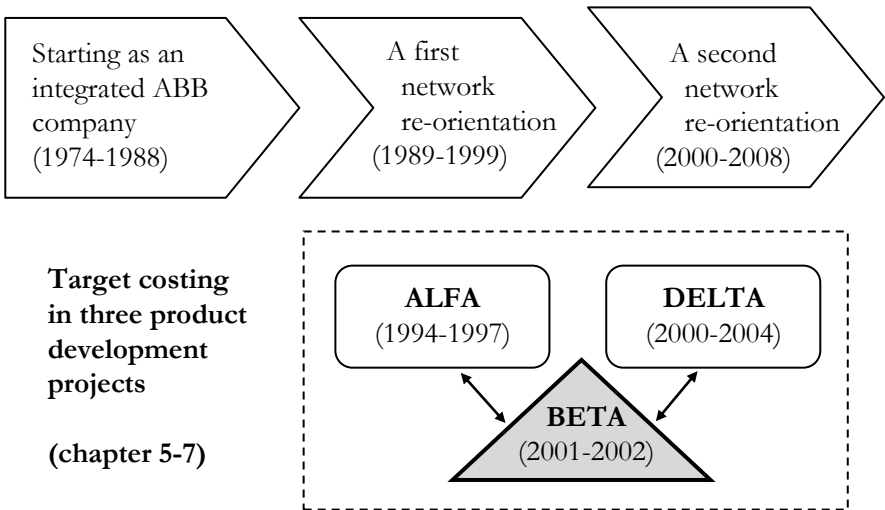 Starting as an
integrated ABB
company
(1974-1988)
A first
network
re-orientation
(1989-1999)
A second
network
re-orientation
(2000-2008)
Target costing
in three product
development
projects
(chapter 5-7)
ALFA
(1994-1997)
DELTA
(2000-2004)
BETA
(2001-2002)